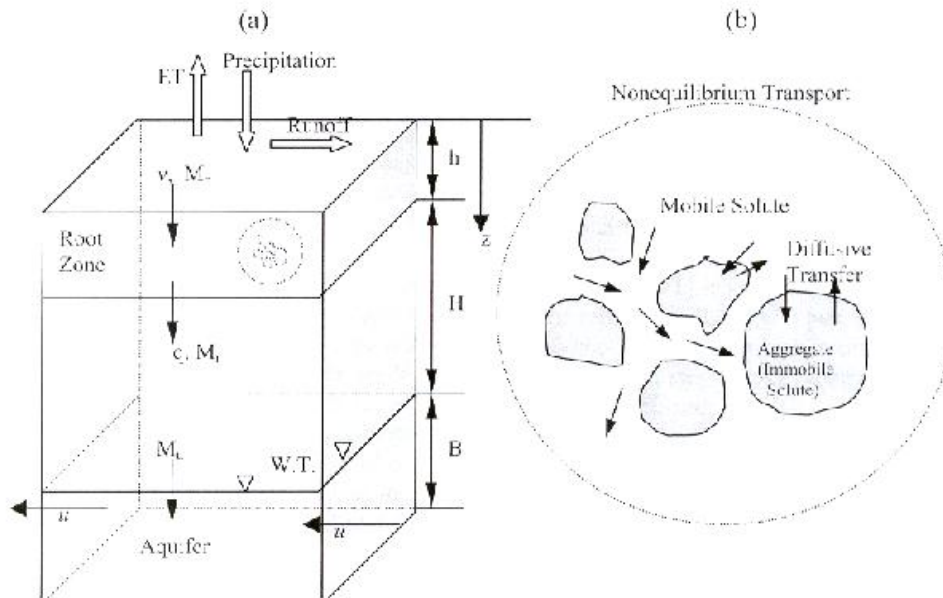 (a)
(b)
ET
Precipitation
Runoff
h
z
Root
Zone
H
B
W.T.
u
u
Aquifer
Nonequilibrium Transport
Mobile Solute
Diffusive
Transfer
Aggregate
(Immobile
Solute)